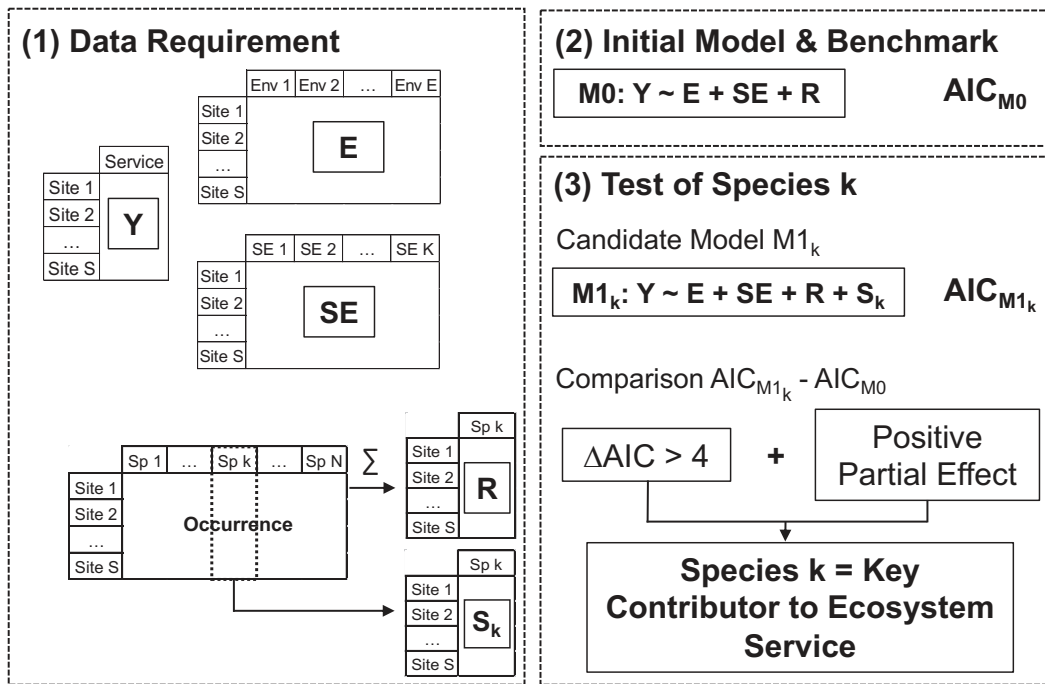 (1) Data Requirement
Env 1 Env 2 … Env E
Site 1
Site 2
…
Site S
E
Service
Site 1
Site 2
…
Site S
Y
SE 1 SE 2 … SE K
Site 1
Site 2
…
Site S
SE
Sp 1 … Sp k … Sp N
Site 1
Site 2
…
Site S
Occurrence
∑
Sp k
Site 1
Site 2
…
Site S
R
Sp k
Site 1
Site 2
…
Site S
Sk
(2) Initial Model & Benchmark
M0: Y ~ E + SE + R AICM0
(3) Test of Species k
Candidate Model M1k
M1k: Y ~ E + SE + R + Sk AICM1k
Comparison AICM1k - AICM0
ΔAIC > 4
+
Positive
Partial Effect
Species k = Key
Contributor to Ecosystem
Service